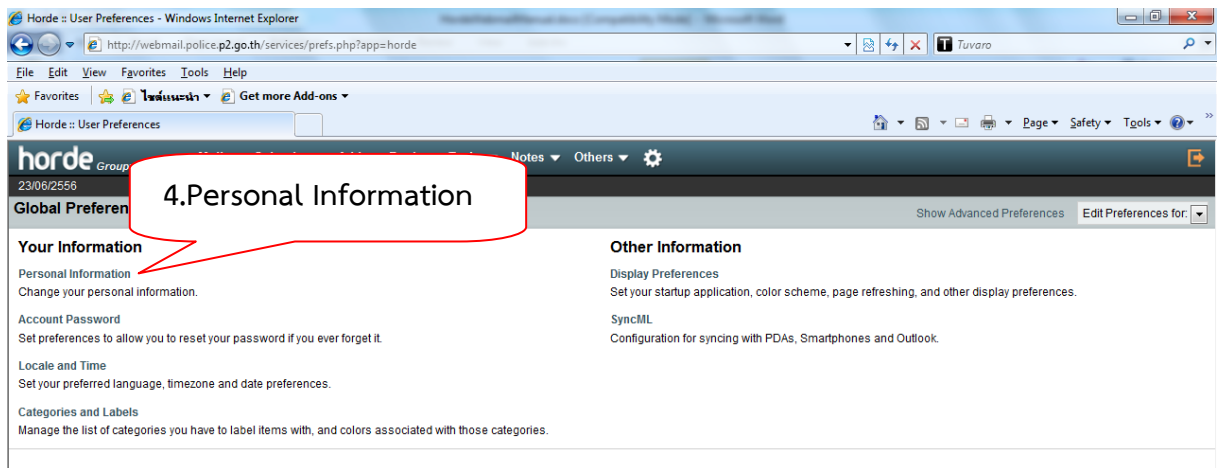 Horde :: User Preferences - Windows Internet Explorer
http://webmail.police.p2.go.th/services/prefs.php?app=horde
Tuvaro
File Edit View Favorites Tools Help
Favorites ไซต์แนะนำ Get more Add-ons
Horde :: User Preferences
Page Safety Tools
horde Group Notes Others
23/06/2556
4.Personal Information
Global Preferen
Show Advanced Preferences Edit Preferences for:
Your Information
Personal Information
Change your personal information.
Account Password
Set preferences to allow you to reset your password if you ever forget it.
Locale and Time
Set your preferred language, timezone and date preferences.
Categories and Labels
Manage the list of categories you have to label items with, and colors associated with those categories.
Other Information
Display Preferences
Set your startup application, color scheme, page refreshing, and other display preferences.
SyncML
Configuration for syncing with PDAs, Smartphones and Outlook.